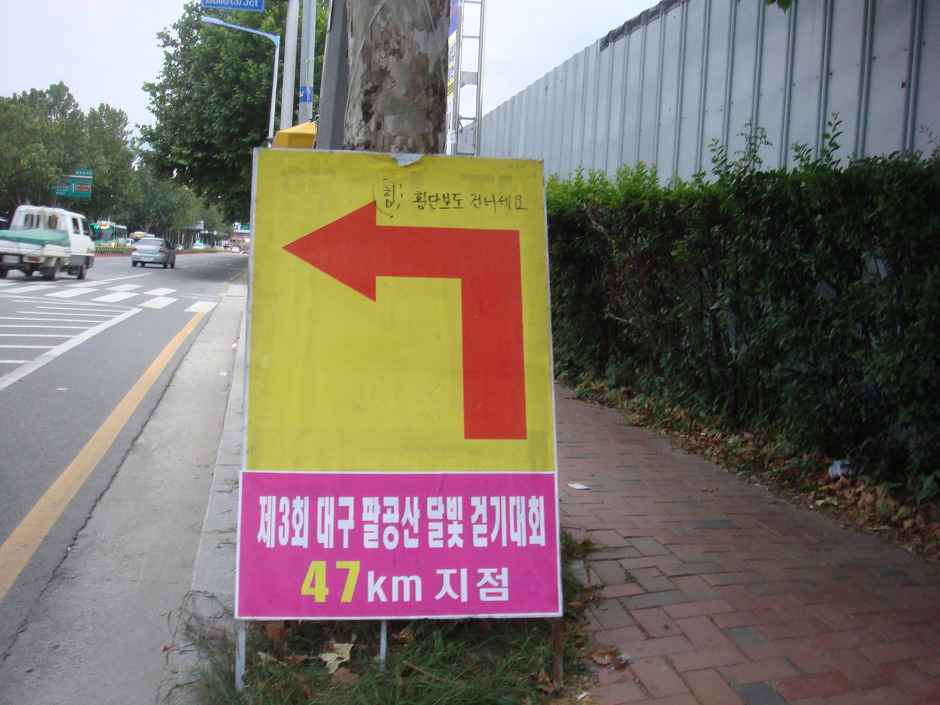 힘; 횡단보도 건너세요
제3회 대구 팔공산 달빛 걷기대회
47km 지점